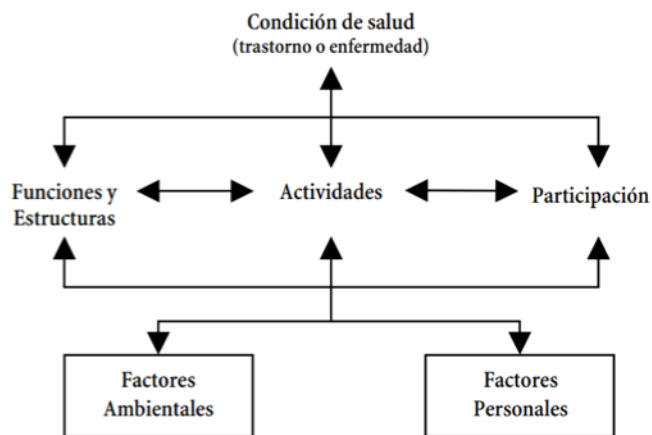 Condición de salud
(trastorno o enfermedad)
Funciones y
Estructuras
Actividades
Participación
Factores
Ambientales
Factores
Personales